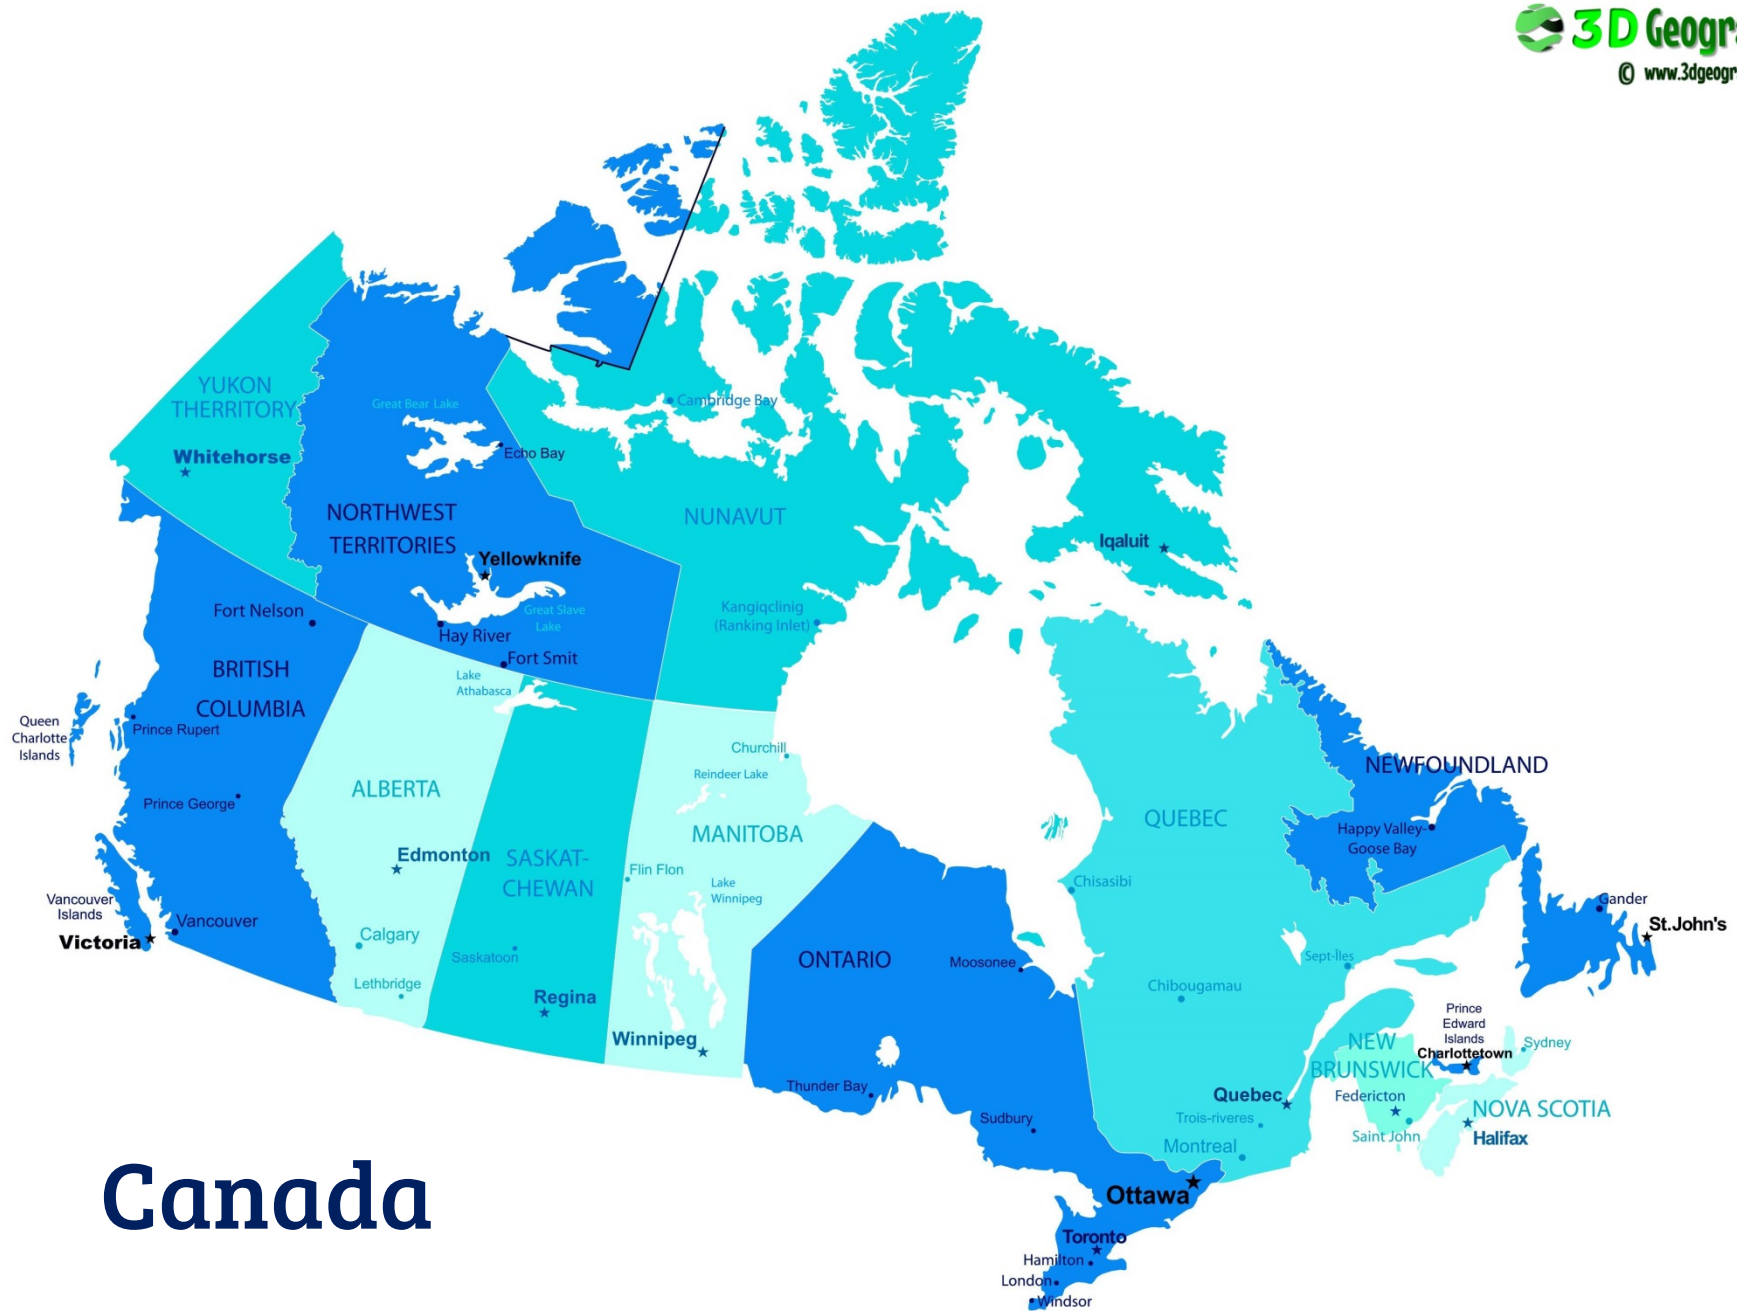 3D Geogr
© www.3dgeogr
YUKON
THERRITORY
Whitehorse
Great Bear Lake
Echo Bay
NORTHWEST
TERRITORIES
Yellowknife
Great Slave
Lake
Hay River
Fort Smit
Cambridge Bay
NUNAVUT
Iqaluit
Kangiqclinig
(Ranking Inlet)
Fort Nelson
BRITISH
COLUMBIA
Queen
Charlotte
Islands
Prince Rupert
Prince George
Vancouver
Islands
Victoria
Vancouver
Lake
Athabasca
ALBERTA
Edmonton
Calgary
Lethbridge
SASKAT-
CHEWAN
Saskatoon
Regina
Churchill
Reindeer Lake
MANITOBA
Flin Flon
Lake
Winnipeg
Winnipeg
ONTARIO
Moosonee
Thunder Bay
Sudbury
Ottawa
Toronto
Hamilton
London
Windsor
QUEBEC
Chisasibi
Chibougamau
Sept-Îles
Quebec
Trois-riveres
Montreal
NEWFOUNDLAND
Happy Valley-
Goose Bay
Gander
St.John's
Prince
Edward
Islands
Charlottetown
Sydney
NEW
BRUNSWICK
Federicton
Saint John
NOVA SCOTIA
Halifax
Canada